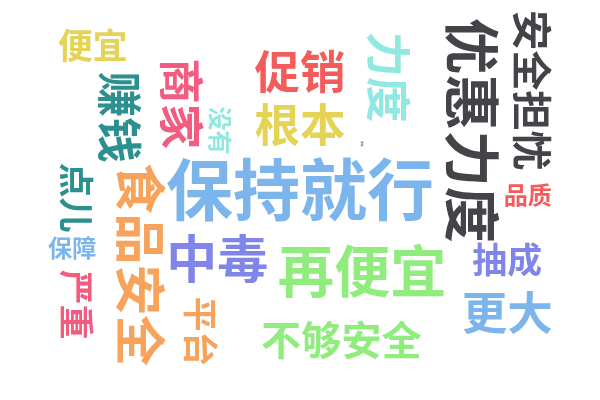 便宜
赚钱
商家
没有
促销
根本
力度
优惠力度
安全担忧
保持就行
点儿
食品安全
品质
保障
中毒
再便宜
抽成
严重
平台
不够安全
更大